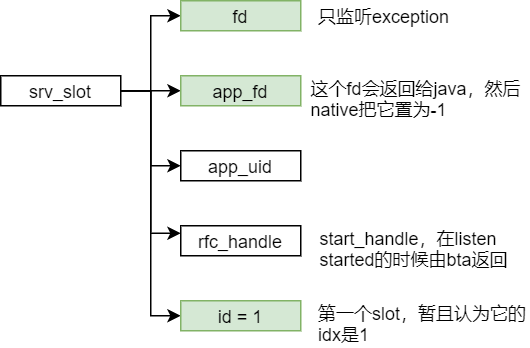 fd
只监听exception
srv_slot
app_fd
这个fd会返回给java，然后
native把它置为-1
app_uid
rfc_handle
start_handle，在listen
started的时候由bta返回
id = 1
第一个slot，暂且认为它的
idx是1